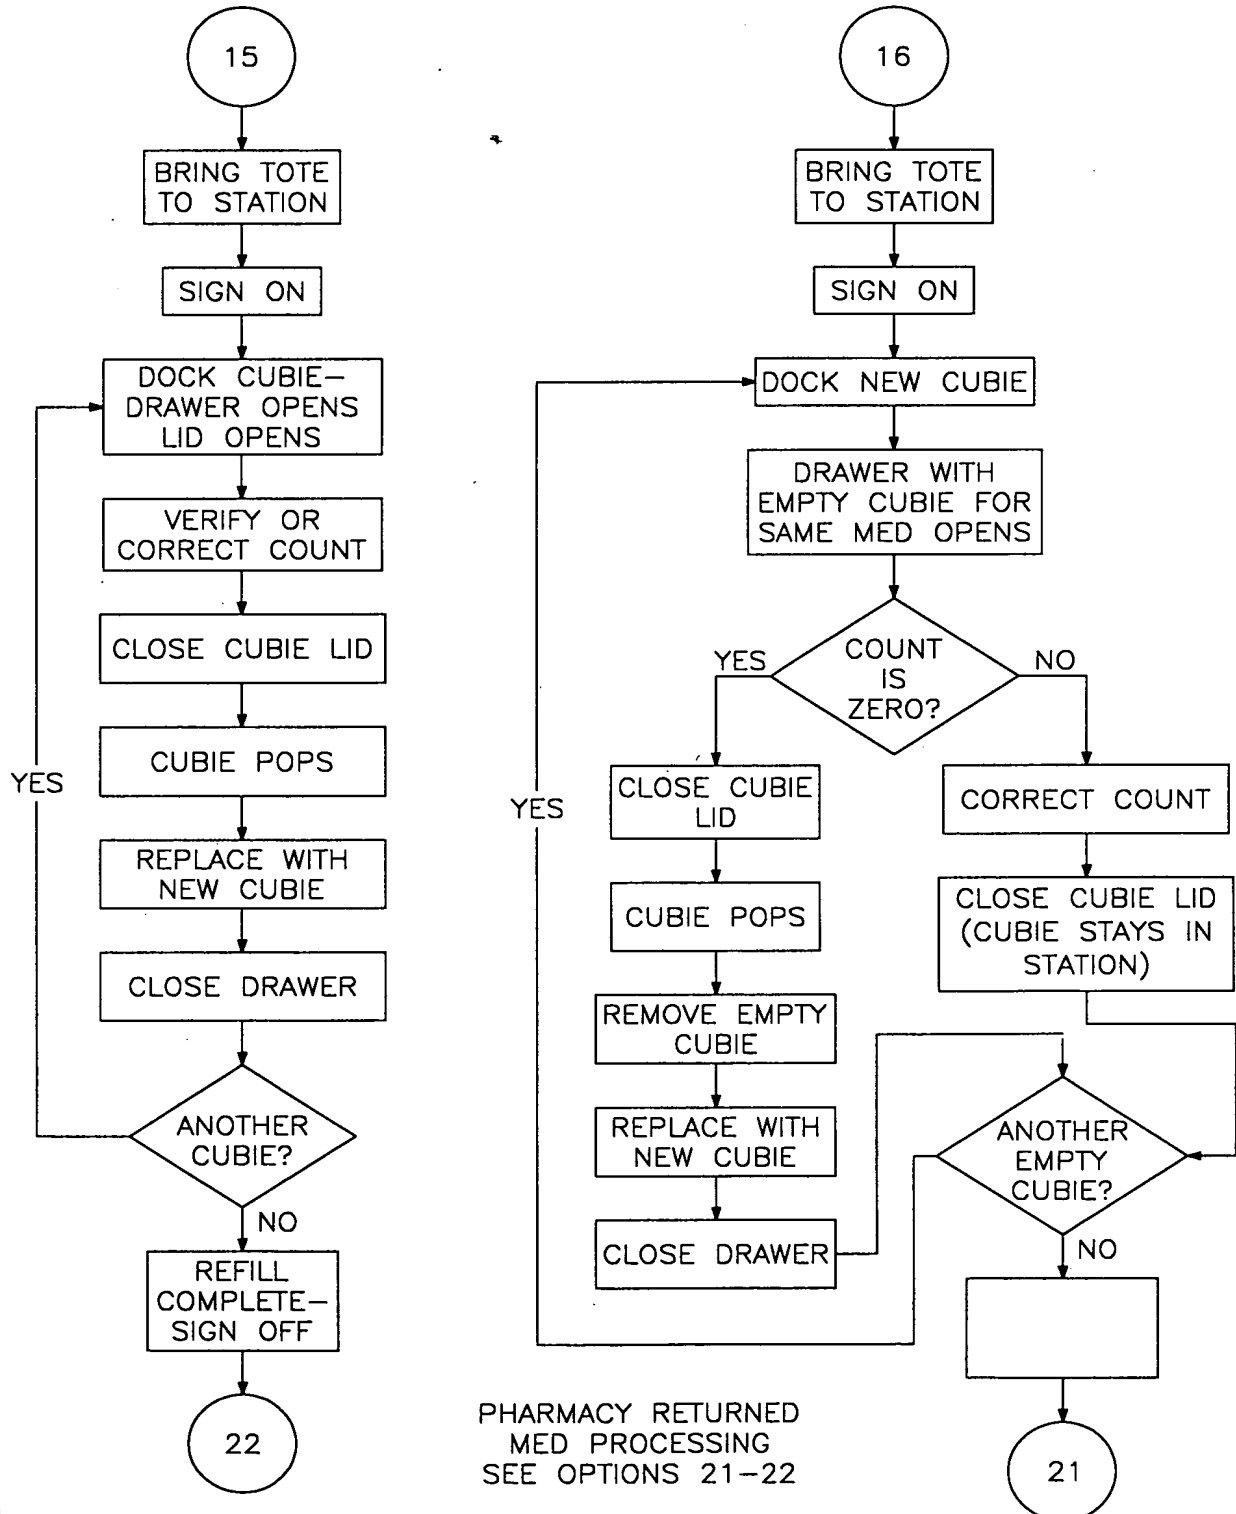 15
BRING TOTE
TO STATION
SIGN ON
DOCK CUBIE—
DRAWER OPENS
LID OPENS
VERIFY OR
CORRECT COUNT
CLOSE CUBIE LID
CUBIE POPS
YES
REPLACE WITH
NEW CUBIE
CLOSE DRAWER
ANOTHER
CUBIE?
NO
REFILL
COMPLETE—
SIGN OFF
22
16
BRING TOTE
TO STATION
SIGN ON
DOCK NEW CUBIE
DRAWER WITH
EMPTY CUBIE FOR
SAME MED OPENS
COUNT
IS
ZERO?
YES
NO
CLOSE CUBIE
LID
YES
CUBIE POPS
REMOVE EMPTY
CUBIE
REPLACE WITH
NEW CUBIE
CLOSE DRAWER
CORRECT COUNT
CLOSE CUBIE LID
(CUBIE STAYS IN
STATION)
ANOTHER
EMPTY
CUBIE?
NO
21
PHARMACY RETURNED
MED PROCESSING
SEE OPTIONS 21—22